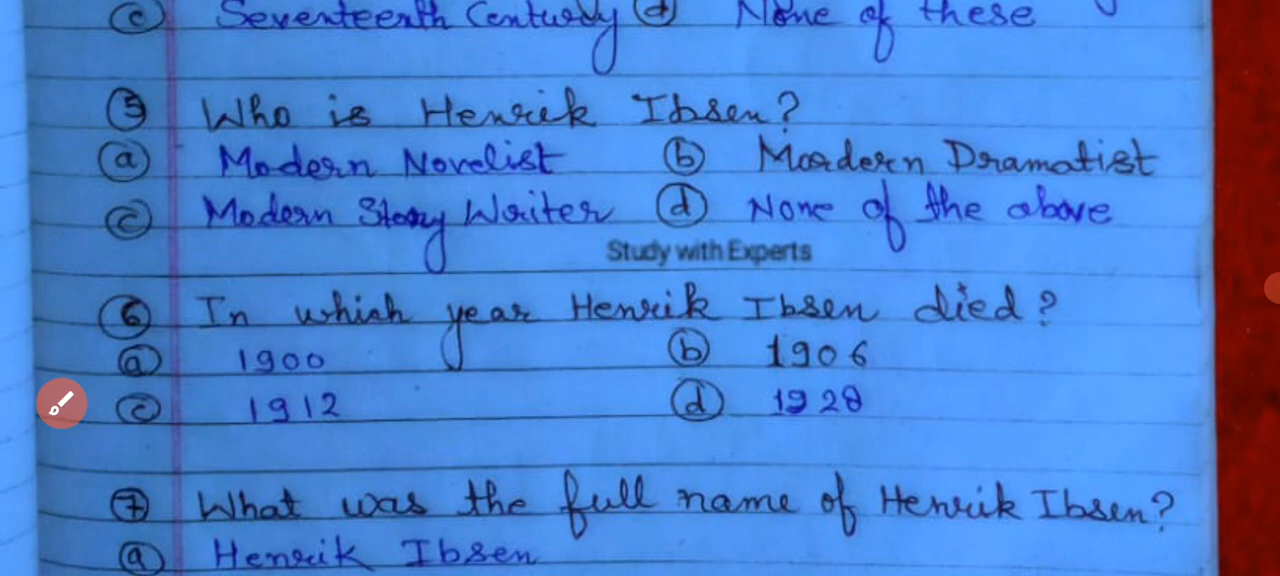 (c) Seventeenth Century (d) None of these
(5) Who is Henrik Ibsen?
(a) Modern Novelist (b) Mordern Dramatist
(c) Modern Story Writer (d) None of the above
Study with Experts
(6) In which year Henrik Ibsen died?
(a) 1900 (b) 1906
(c) 1912 (d) 1928
(7) What was the full name of Henrik Ibsen?
(a) Henrik Ibsen